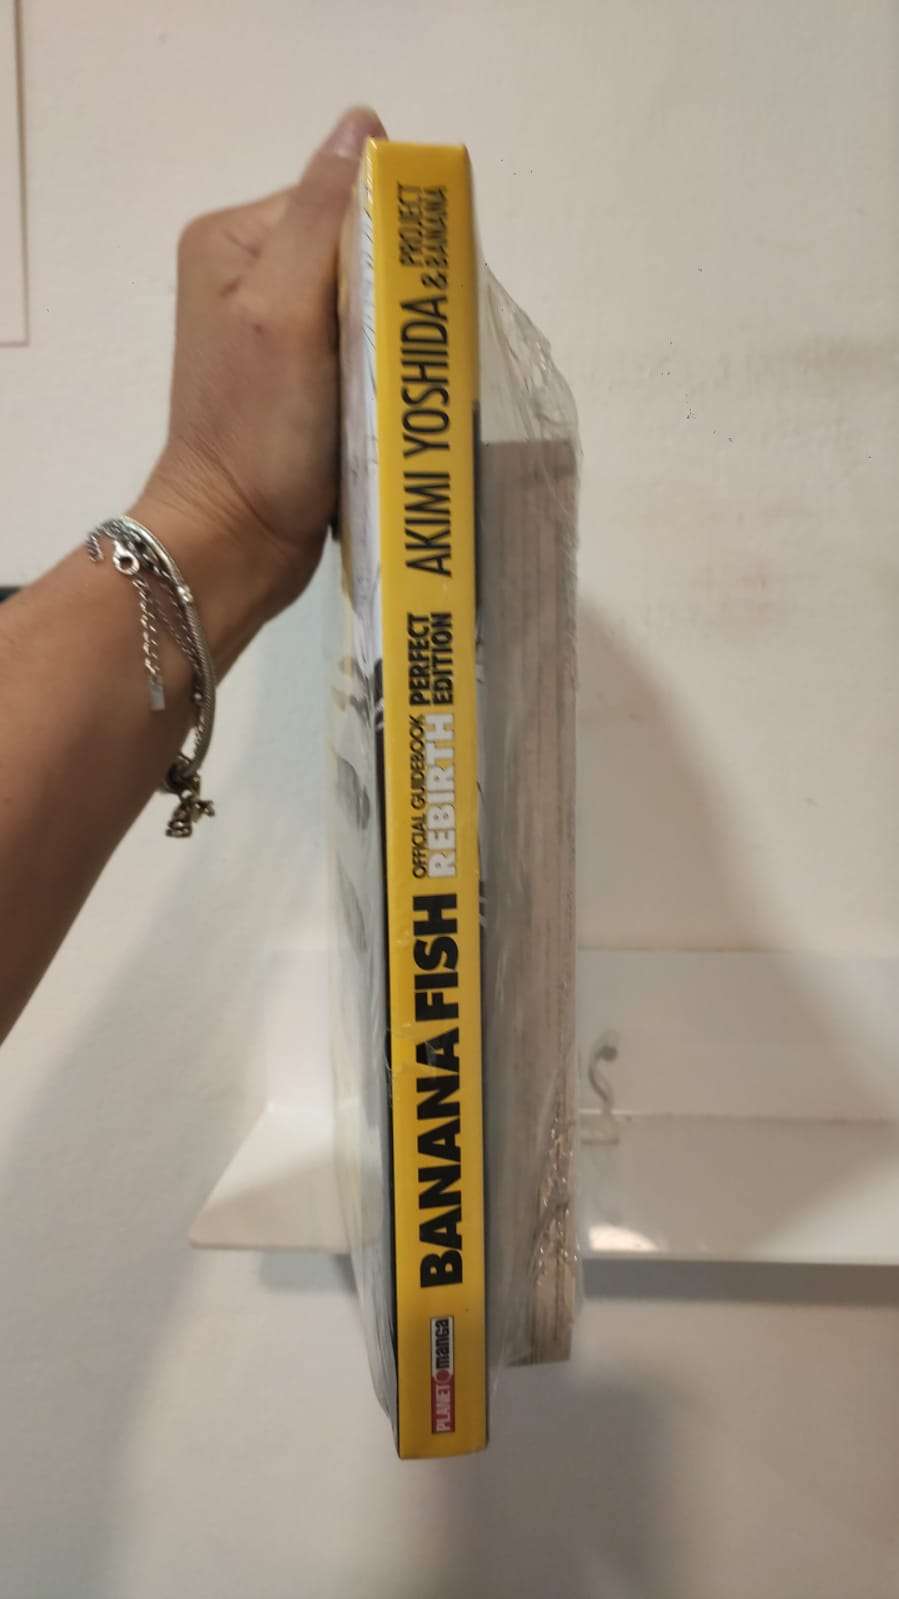 PLANET manga
BANANA FISH
OFFICIAL GUIDEBOOK
REBIRTH
PERFECT
EDITION
AKIMI YOSHIDA
PROJECT
& BANANA